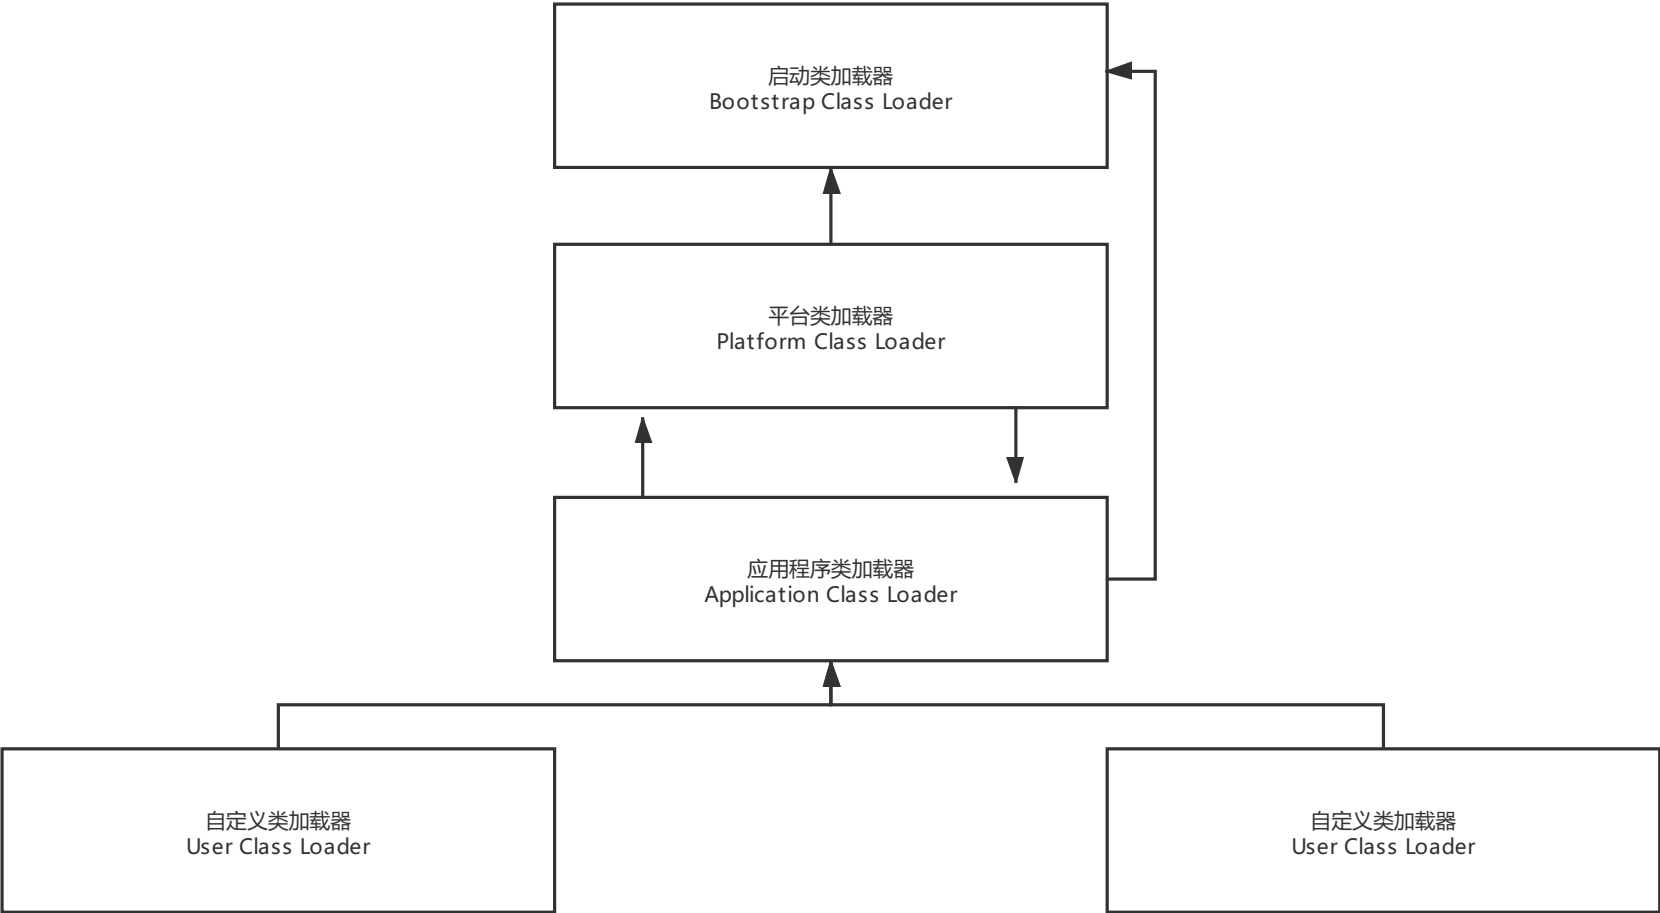 启动类加载器
Bootstrap Class Loader
平台类加载器
Platform Class Loader
应用程序类加载器
Application Class Loader
自定义类加载器
User Class Loader
自定义类加载器
User Class Loader